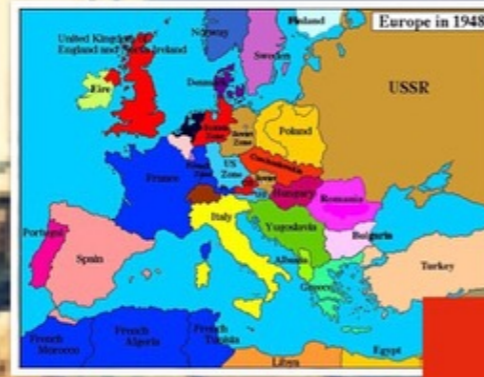 Europe in 1948
Finland
Norway
Sweden
United Kingdom of
England and North Ireland
Eire
USSR
Poland
US
Zone
France
Czechoslovakia
Hungary
Romania
Italy
Yugoslavia
Bulgaria
Albania
Portugal
Spain
Greece
Turkey
French
Morocco
French
Algeria
French
Tunisia
Libya
Egypt